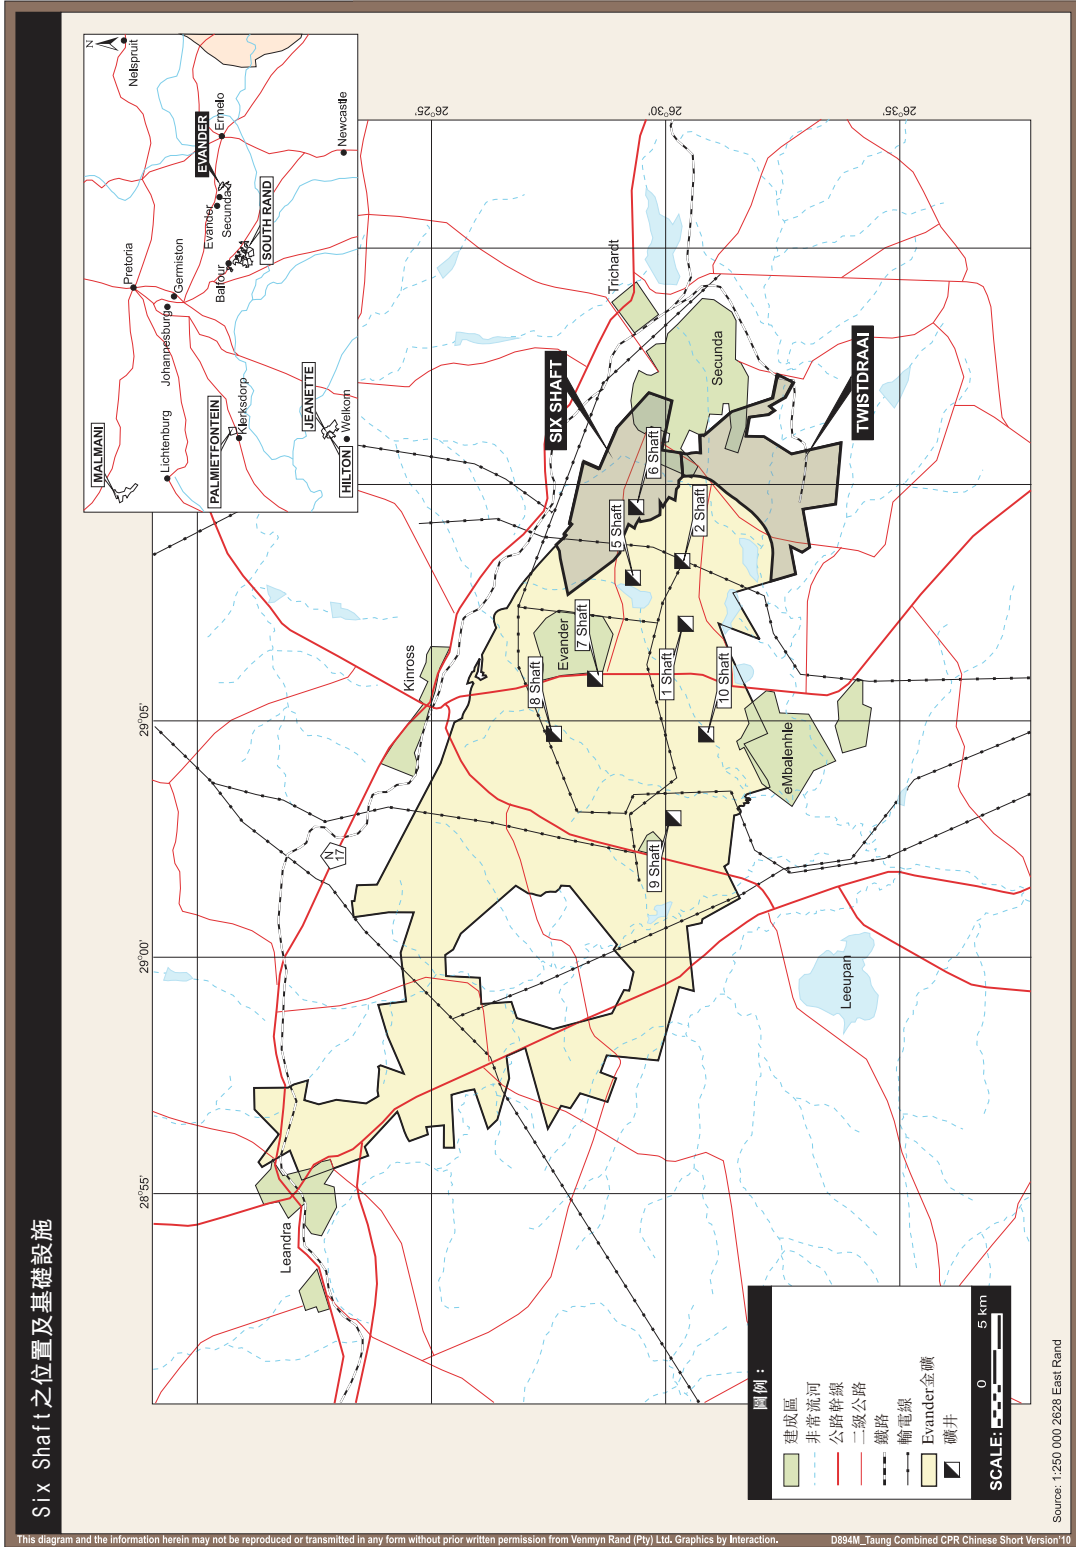 Six Shaft之位置及基礎設施
N
Nelspruit
Ermelo
EVANDER
Newcastle
Evander
Secunda
SOUTH RAND
Pretoria
Germiston
Balfour
Johannesburg
MALMANI
Lichtenburg
PALMIETFONTEIN
Klerksdorp
JEANETTE
Welkom
HILTON
26°25'
26°30'
26°35'
29°05'
29°00'
28°55'
Trichardt
SIX SHAFT
Secunda
TWISTDRAAI
6 Shaft
5 Shaft
2 Shaft
Kinross
Evander
7 Shaft
8 Shaft
1 Shaft
10 Shaft
eMbalenhle
9 Shaft
N
17
Leeupan
Leandra
圖例：
建成區
非常流河
公路幹線
二級公路
鐵路
輸電線
Evander金礦
礦井
SCALE:
0
5 km
Source: 1:250 000 2628 East Rand
This diagram and the information herein may not be reproduced or transmitted in any form without prior written permission from Venmyn Rand (Pty) Ltd. Graphics by Interaction.
D894M_Taung Combined CPR Chinese Short Version'10